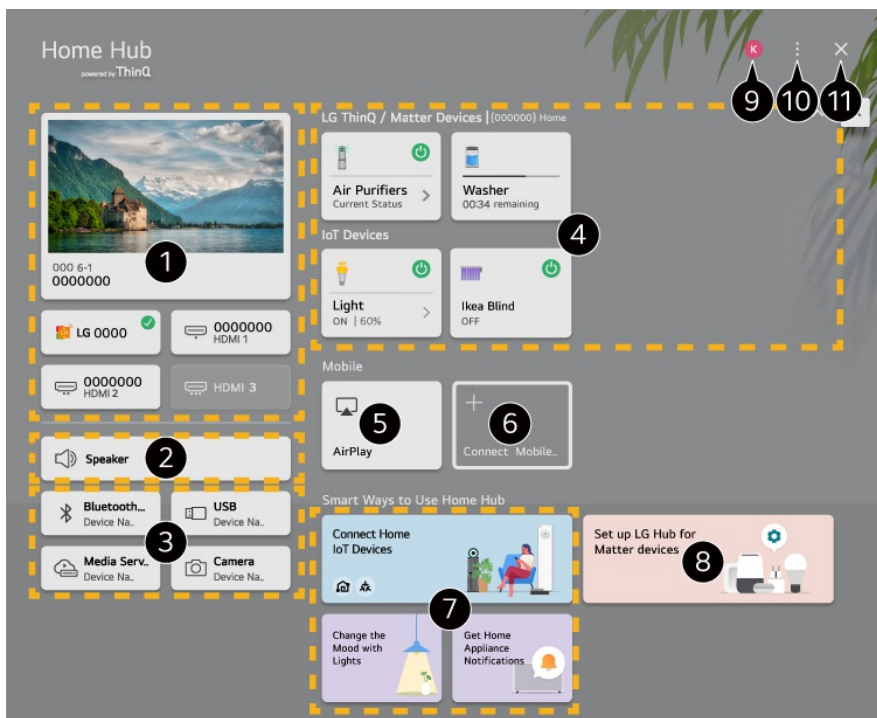 Home Hub
powered by ThinQ
K
9
10
11
1
000 6-1
0000000
LG 0000
0000000
HDMI 1
0000000
HDMI 2
HDMI 3
Speaker
2
Bluetooth...
Device Na..
USB
Device Na..
3
Media Serv..
Device Na..
Camera
Device Na..
LG ThinQ / Matter Devices | {000000} Home
Air Purifiers
Current Status
Washer
00:34 remaining
4
IoT Devices
Light
ON | 60%
Ikea Blind
OFF
Mobile
5
AirPlay
6
Connect Mobile..
Smart Ways to Use Home Hub
Connect Home
IoT Devices
Set up LG Hub for
Matter devices
8
7
Change the
Mood with
Lights
Get Home
Appliance
Notifications